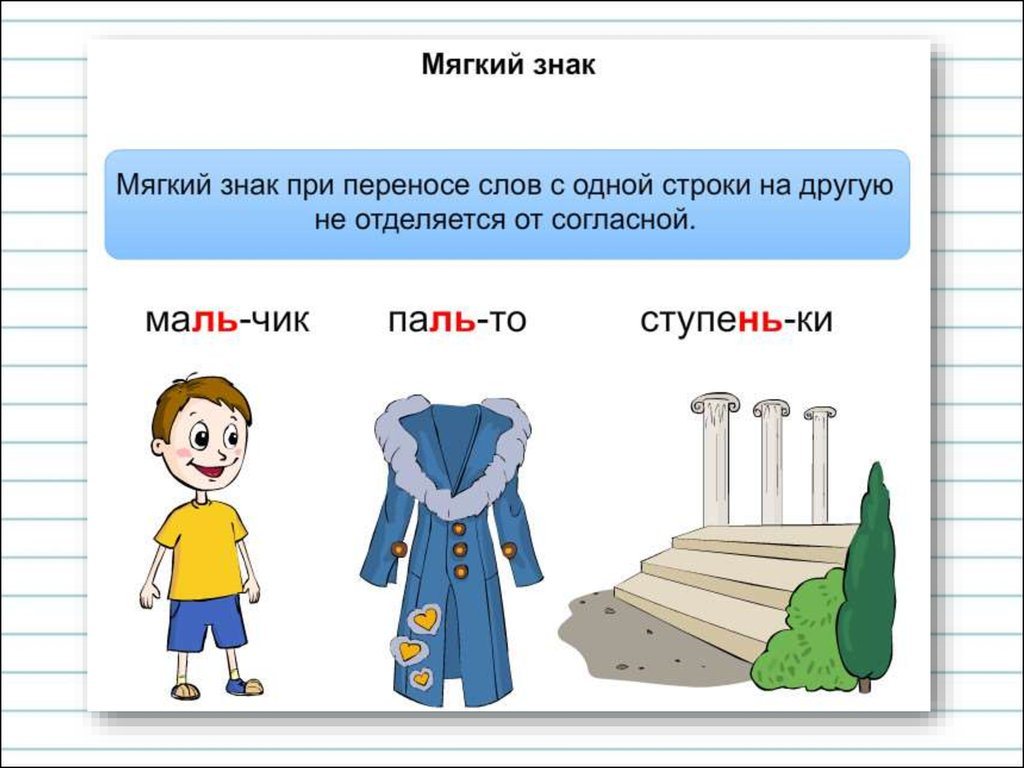 Мягкий знак
Мягкий знак при переносе слов с одной строки на другую
не отделяется от согласной.
маль-чик паль-то ступень-ки